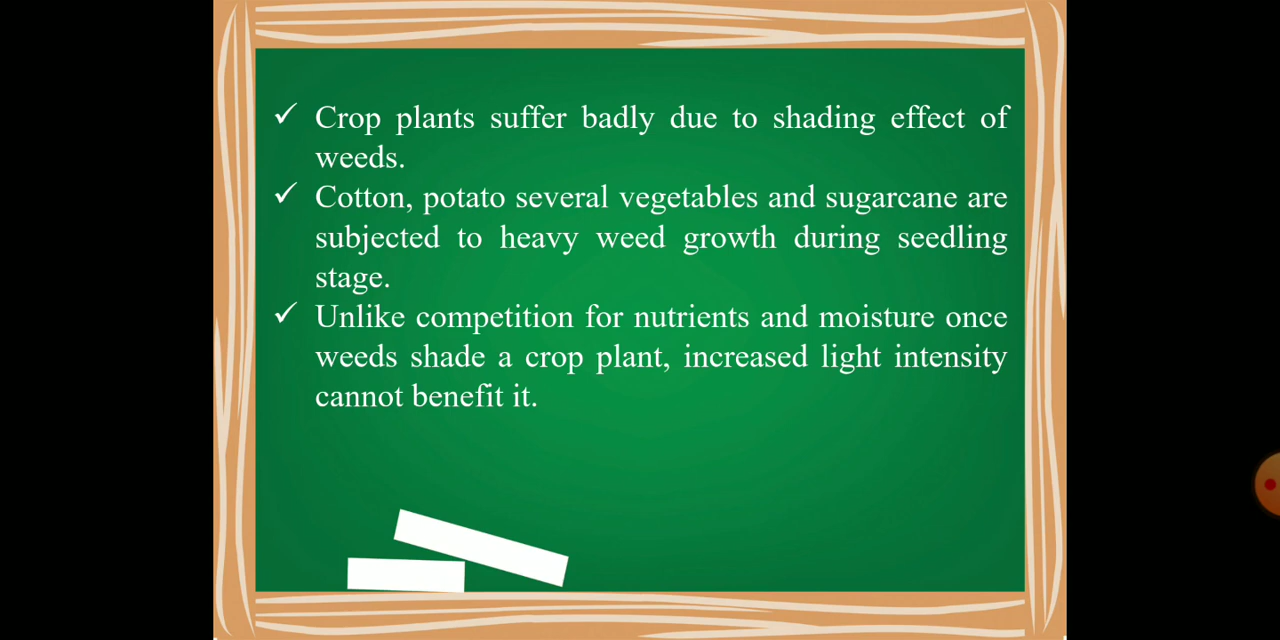 ✓ Crop plants suffer badly due to shading effect of
weeds.
✓ Cotton, potato several vegetables and sugarcane are
subjected to heavy weed growth during seedling
stage.
✓ Unlike competition for nutrients and moisture once
weeds shade a crop plant, increased light intensity
cannot benefit it.